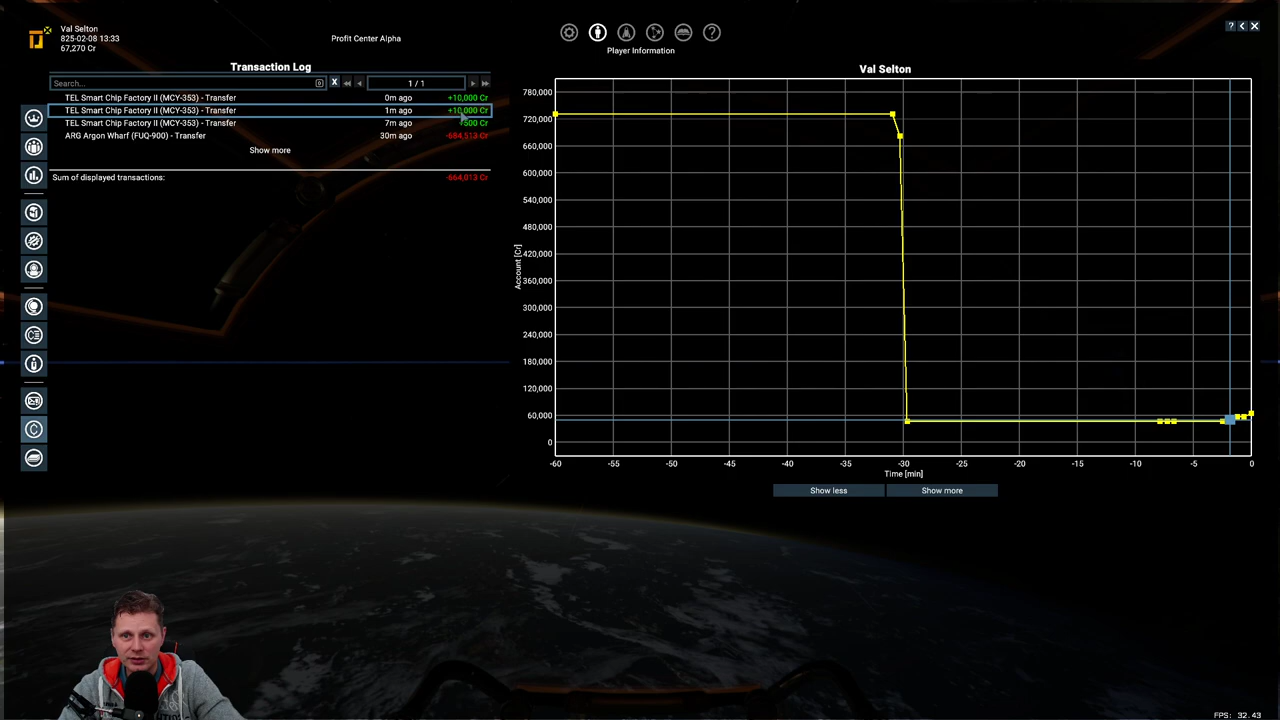 Val Selton
825-02-08 13:33
67,270 Cr
Profit Center Alpha
Player Information
Transaction Log
Search...
X
1 / 1
TEL Smart Chip Factory II (MCY-353) - Transfer 0m ago +10,000 Cr
TEL Smart Chip Factory II (MCY-353) - Transfer 1m ago +10,000 Cr
TEL Smart Chip Factory II (MCY-353) - Transfer 7m ago +500 Cr
ARG Argon Wharf (FUQ-900) - Transfer 30m ago -684,513 Cr
Show more
Sum of displayed transactions: -664,013 Cr
Val Selton
780,000
720,000
660,000
600,000
540,000
480,000
420,000
360,000
300,000
240,000
180,000
120,000
60,000
0
Account [Cr]
-60 -55 -50 -45 -40 -35 -30 -25 -20 -15 -10 -5 0
Time [min]
Show less Show more
FPS: 32.43